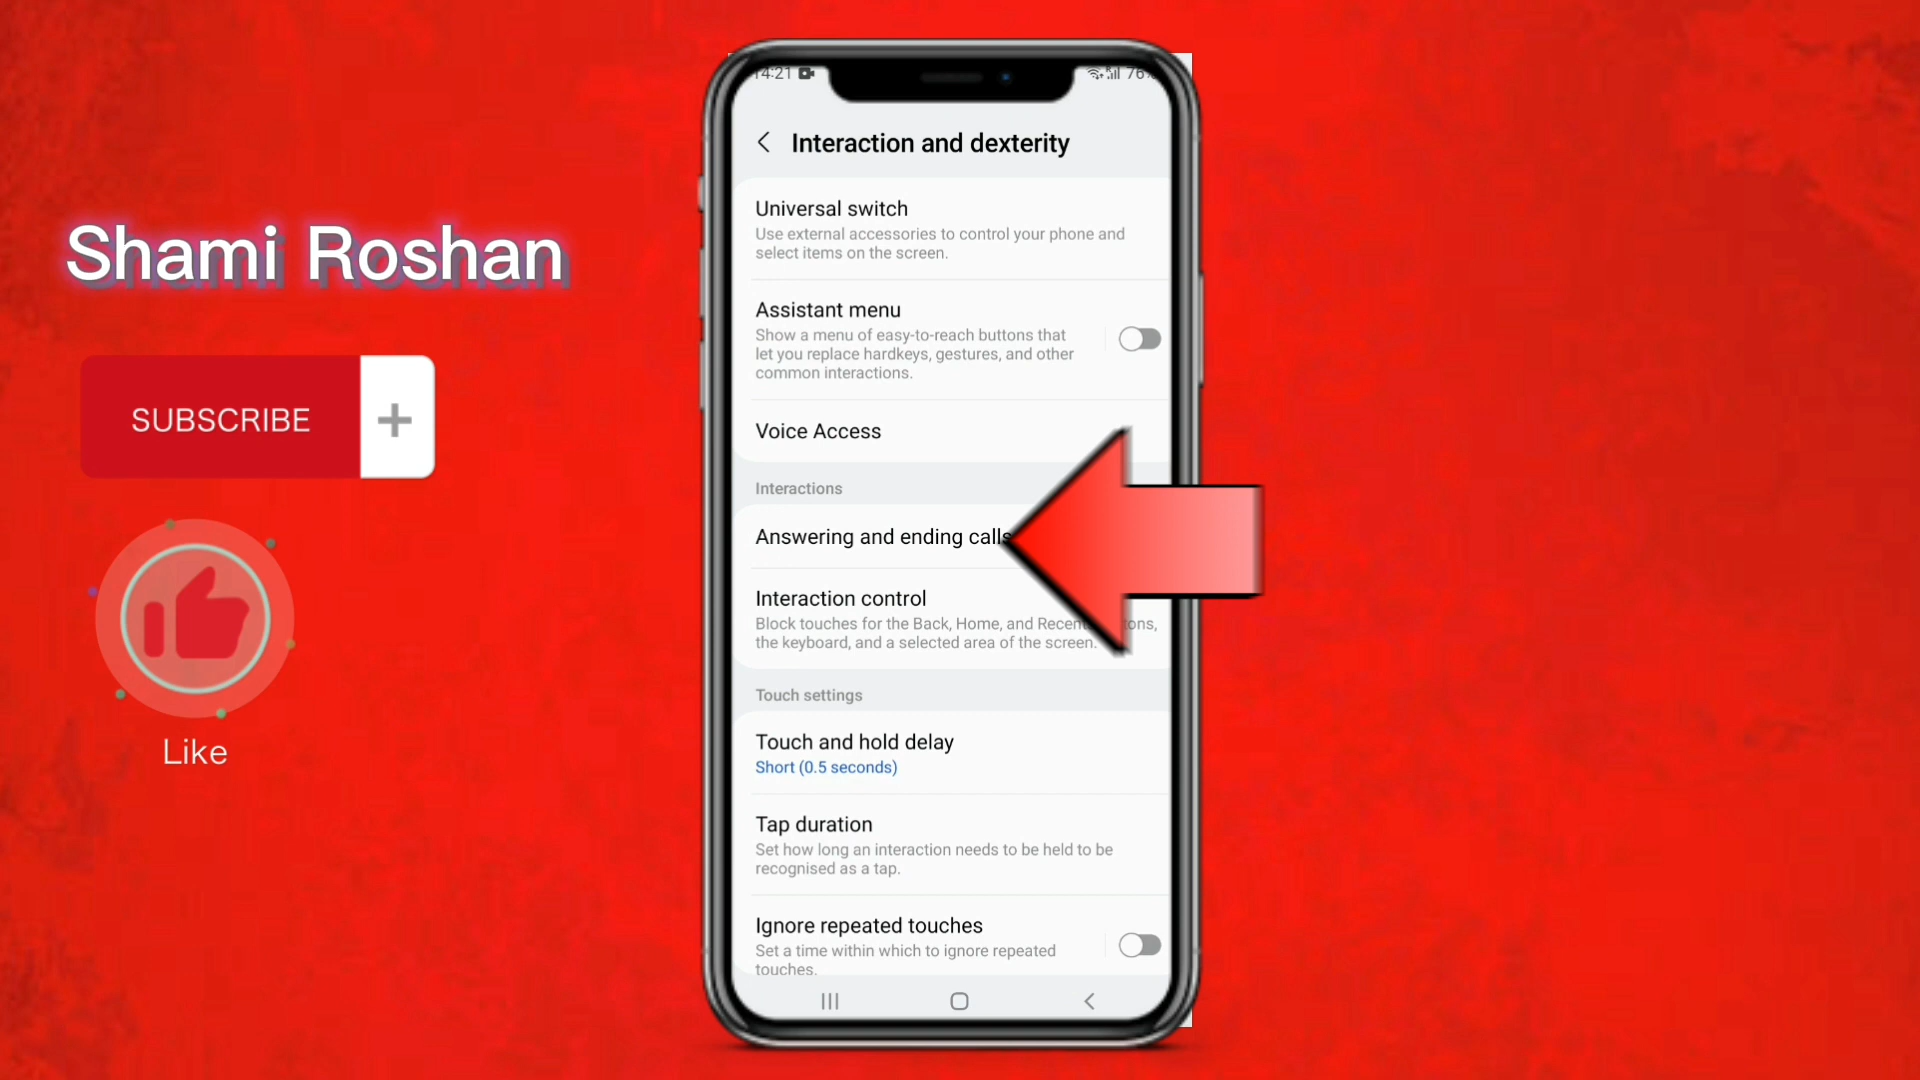 Shami Roshan
SUBSCRIBE
Like
14:21
76%
Interaction and dexterity
Universal switch
Use external accessories to control your phone and
select items on the screen.
Assistant menu
Show a menu of easy-to-reach buttons that
let you replace hardkeys, gestures, and other
common interactions.
Voice Access
Interactions
Answering and ending calls
Interaction control
Block touches for the Back, Home, and Recents
the keyboard, and a selected area of the screen.
Touch settings
Touch and hold delay
Short (0.5 seconds)
Tap duration
Set how long an interaction needs to be held to be
recognised as a tap.
Ignore repeated touches
Set a time within which to ignore repeated
touches.